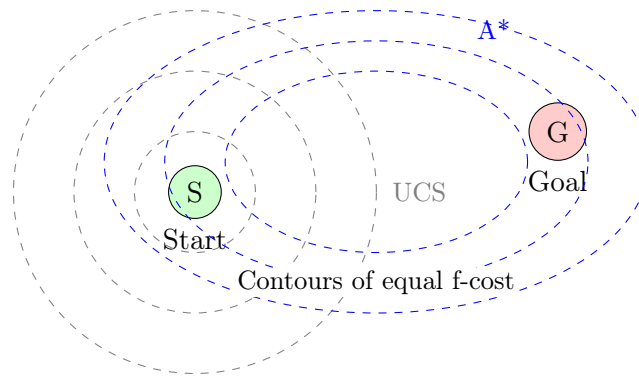 A*
G
Goal
S
UCS
Start
Contours of equal f-cost